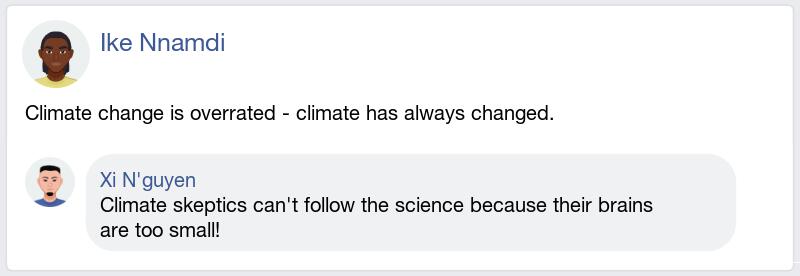 Ike Nnamdi
Climate change is overrated - climate has always changed.
Xi N'guyen
Climate skeptics can't follow the science because their brains
are too small!